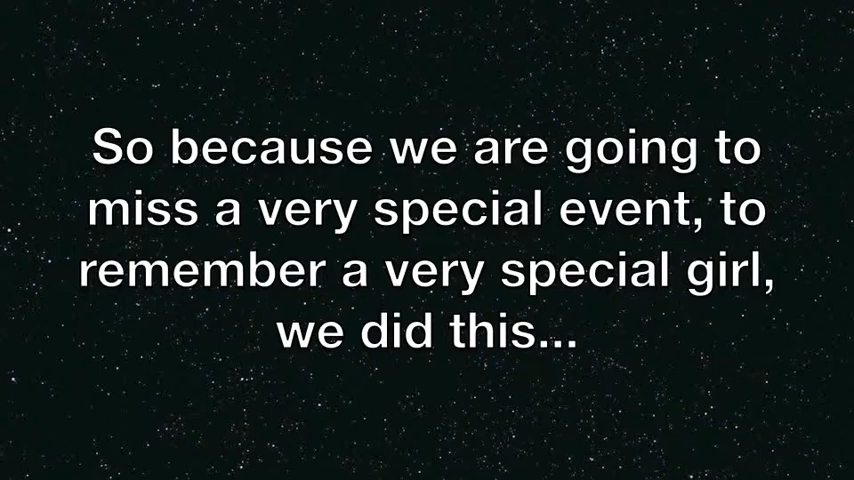 So because we are going to
miss a very special event, to
remember a very special girl,
we did this...